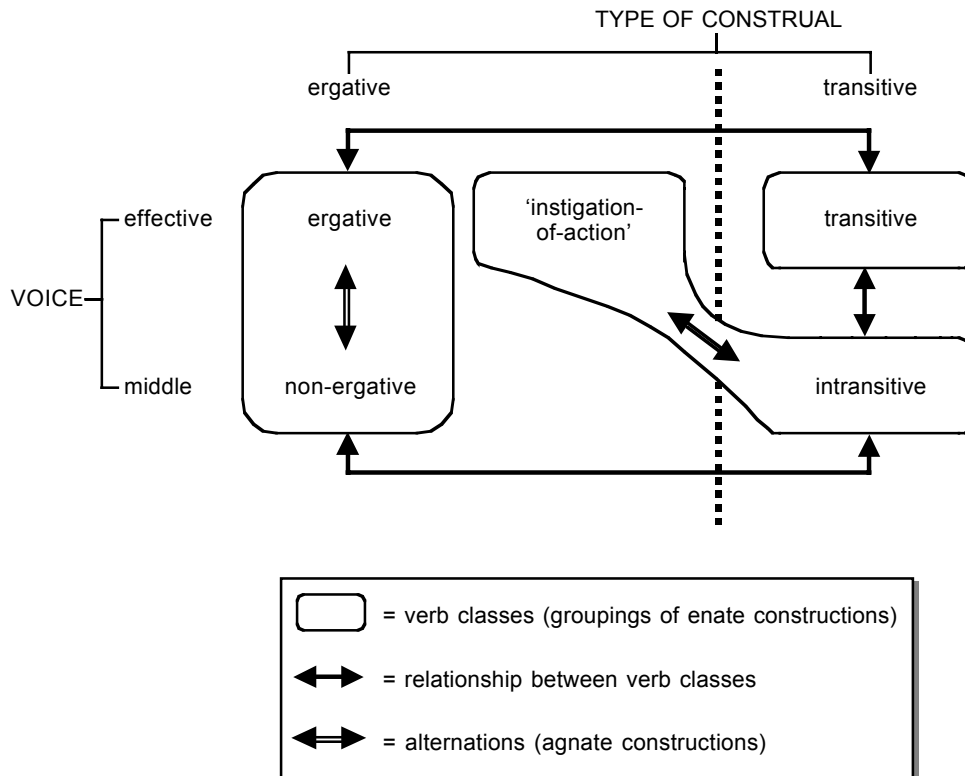 TYPE OF CONSTRUAL
ergative transitive
‘instigation-
of-action’
effective ergative transitive
VOICE
middle non-ergative intransitive
= verb classes (groupings of enate constructions)
= relationship between verb classes
= alternations (agnate constructions)